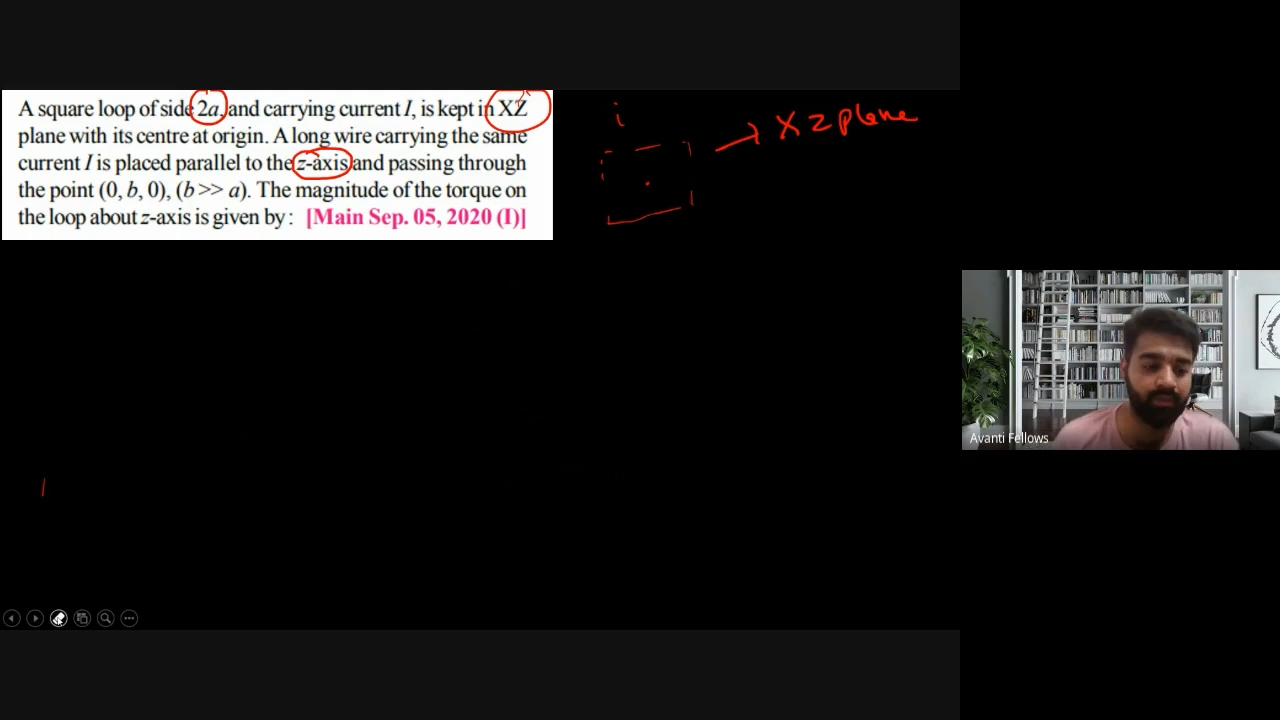 A square loop of side 2a, and carrying current I, is kept in XZ
plane with its centre at origin. A long wire carrying the same
current I is placed parallel to the z-axis and passing through
the point (0, b, 0), (b >> a). The magnitude of the torque on
the loop about z-axis is given by : [Main Sep. 05, 2020 (I)]
i
XZ plane
Avanti Fellows